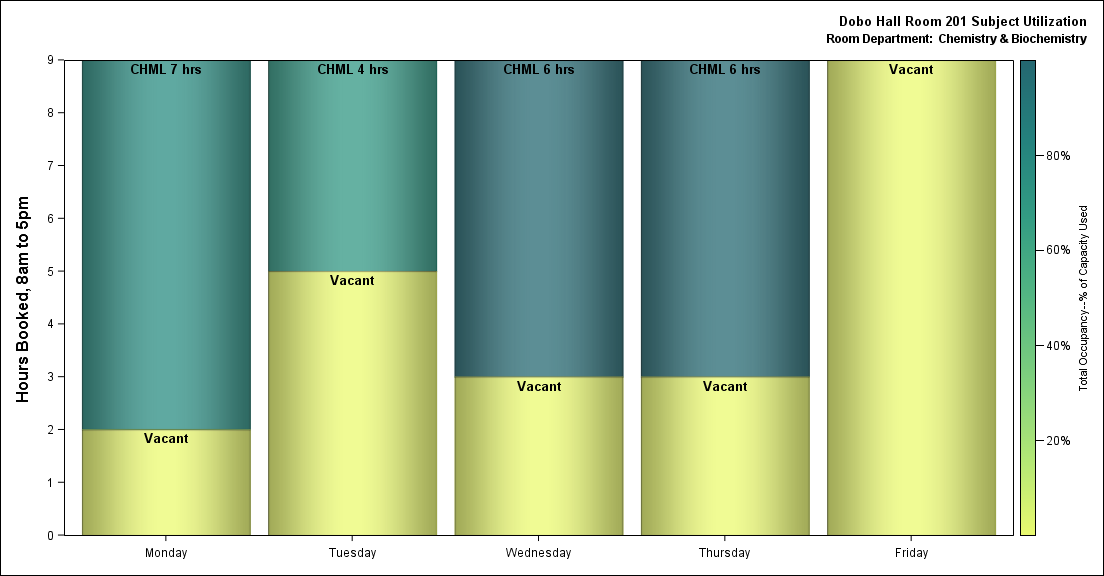 Dobo Hall Room 201 Subject Utilization
Room Department: Chemistry & Biochemistry
Hours Booked, 8am to 5pm
9
8
7
6
5
4
3
2
1
0
CHML 7 hrs
CHML 4 hrs
CHML 6 hrs
CHML 6 hrs
Vacant
Vacant
Vacant
Vacant
Vacant
Monday
Tuesday
Wednesday
Thursday
Friday
80%
60%
40%
20%
Total Occupancy--% of Capacity Used